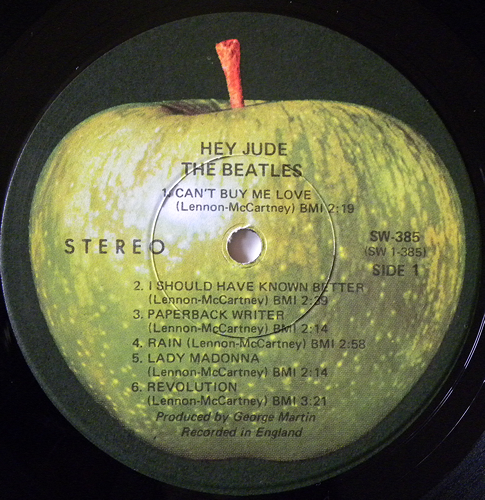 HEY JUDE
THE BEATLES
1. CAN'T BUY ME LOVE
(Lennon-McCartney) BMI 2:19
STEREO
SW-385
(SW 1-385)
SIDE 1
2. I SHOULD HAVE KNOWN BETTER
(Lennon-McCartney) BMI 2:39
3. PAPERBACK WRITER
(Lennon-McCartney) BMI 2:14
4. RAIN (Lennon-McCartney) BMI 2:58
5. LADY MADONNA
(Lennon-McCartney) BMI 2:14
6. REVOLUTION
(Lennon-McCartney) BMI 3:21
Produced by George Martin
Recorded in England